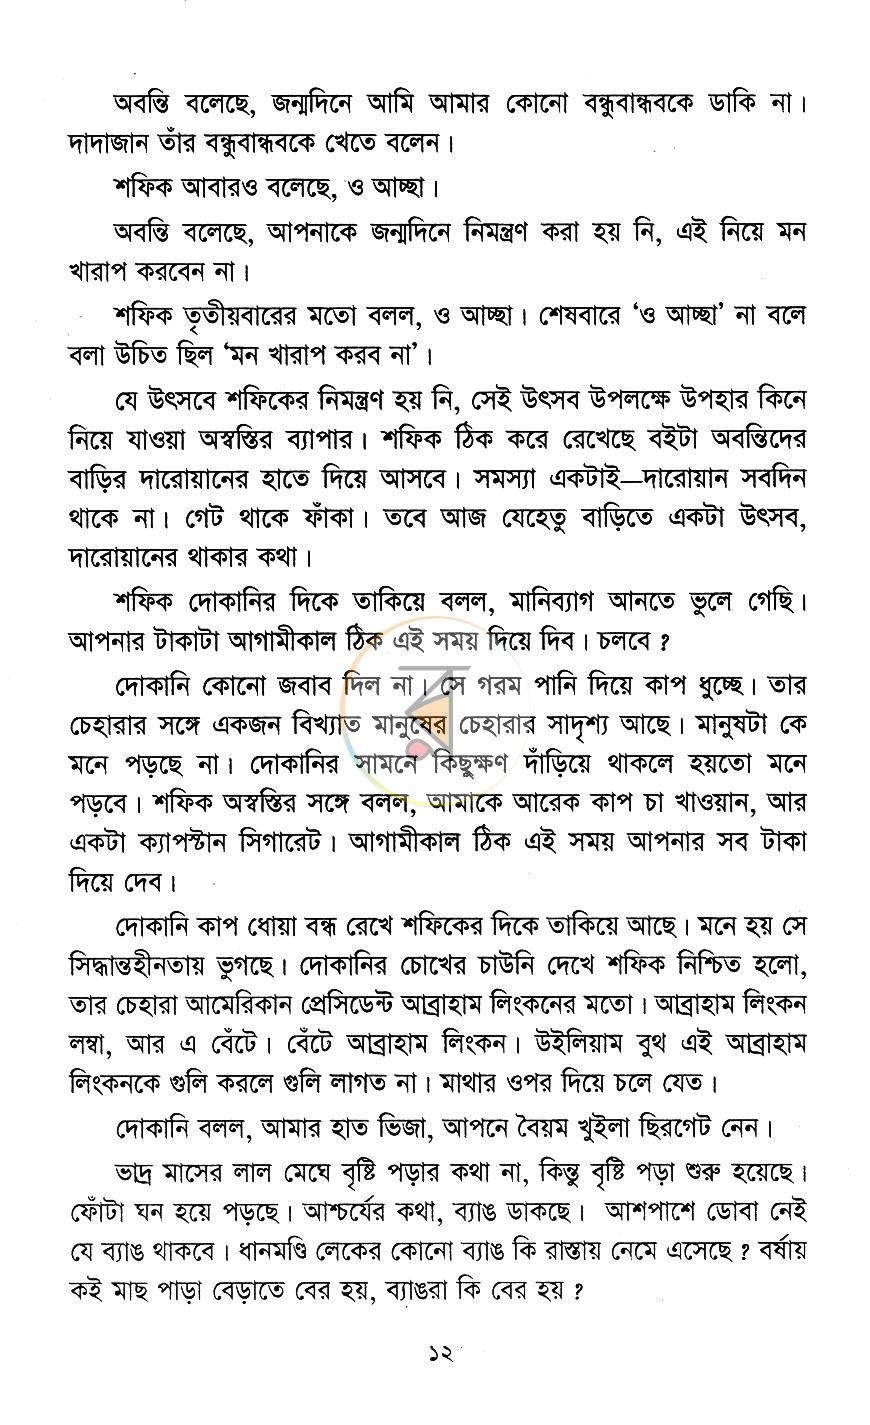 অবন্তি বলেছে, জন্মদিনে আমি আমার কোনো বন্ধুবান্ধবকে ডাকি না।
দাদাজান তাঁর বন্ধুবান্ধবকে খেতে বলেন।
শফিক আবারও বলেছে, ও আচ্ছা।
অবন্তি বলেছে, আপনাকে জন্মদিনে নিমন্ত্রণ করা হয় নি, এই নিয়ে মন
খারাপ করবেন না।
শফিক তৃতীয়বারের মতো বলল, ও আচ্ছা। শেষবারে ‘ও আচ্ছা’ না বলে
বলা উচিত ছিল ‘মন খারাপ করব না’।
যে উৎসবে শফিকের নিমন্ত্রণ হয় নি, সেই উৎসব উপলক্ষে উপহার কিনে
নিয়ে যাওয়া অস্বস্তির ব্যাপার। শফিক ঠিক করে রেখেছে বইটা অবন্তিদের
বাড়ির দারোয়ানের হাতে দিয়ে আসবে। সমস্যা একটাই—দারোয়ান সবদিন
থাকে না। গেট থাকে ফাঁকা। তবে আজ যেহেতু বাড়িতে একটা উৎসব,
দারোয়ানের থাকার কথা।
শফিক দোকানির দিকে তাকিয়ে বলল, মানিব্যাগ আনতে ভুলে গেছি।
আপনার টাকাটা আগামীকাল ঠিক এই সময় দিয়ে দিব। চলবে ?
দোকানি কোনো জবাব দিল না। সে গরম পানি দিয়ে কাপ ধুচ্ছে। তার
চেহারার সঙ্গে একজন বিখ্যাত মানুষের চেহারার সাদৃশ্য আছে। মানুষটা কে
মনে পড়ছে না। দোকানির সামনে কিছুক্ষণ দাঁড়িয়ে থাকলে হয়তো মনে
পড়বে। শফিক অস্বস্তির সঙ্গে বলল, আমাকে আরেক কাপ চা খাওয়ান, আর
একটা ক্যাপস্টান সিগারেট। আগামীকাল ঠিক এই সময় আপনার সব টাকা
দিয়ে দেব।
দোকানি কাপ ধোয়া বন্ধ রেখে শফিকের দিকে তাকিয়ে আছে। মনে হয় সে
সিদ্ধান্তহীনতায় ভুগছে। দোকানির চোখের চাউনি দেখে শফিক নিশ্চিত হলো,
তার চেহারা আমেরিকান প্রেসিডেন্ট আব্রাহাম লিংকনের মতো। আব্রাহাম লিংকন
লম্বা, আর এ বেঁটে। বেঁটে আব্রাহাম লিংকন। উইলিয়াম বুথ এই আব্রাহাম
লিংকনকে গুলি করলে গুলি লাগত না। মাথার ওপর দিয়ে চলে যেত।
দোকানি বলল, আমার হাত ভিজা, আপনে বৈয়ম খুইলা ছিরগেট নেন।
ভাদ্র মাসের লাল মেঘে বৃষ্টি পড়ার কথা না, কিন্তু বৃষ্টি পড়া শুরু হয়েছে।
ফোঁটা ঘন হয়ে পড়ছে। আশ্চর্যের কথা, ব্যাঙ ডাকছে। আশপাশে ডোবা নেই
যে ব্যাঙ থাকবে। ধানমণ্ডি লেকের কোনো ব্যাঙ কি রাস্তায় নেমে এসেছে ? বর্ষায়
কই মাছ পাড়া বেড়াতে বের হয়, ব্যাঙরা কি বের হয় ?
১২